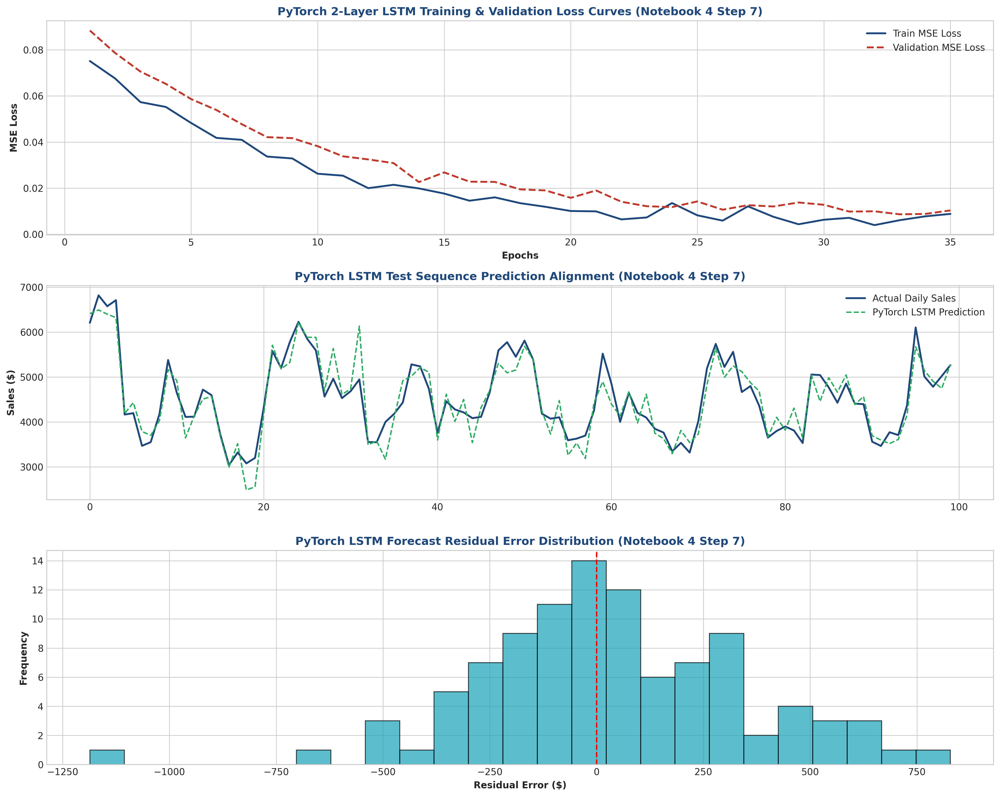 PyTorch 2-Layer LSTM Training & Validation Loss Curves (Notebook 4 Step 7)
Train MSE Loss
Validation MSE Loss
MSE Loss
0.08
0.06
0.04
0.02
0.00
0 5 10 15 20 25 30 35
Epochs
PyTorch LSTM Test Sequence Prediction Alignment (Notebook 4 Step 7)
Actual Daily Sales
PyTorch LSTM Prediction
Sales ($)
7000
6000
5000
4000
3000
0 20 40 60 80 100
PyTorch LSTM Forecast Residual Error Distribution (Notebook 4 Step 7)
Frequency
14
12
10
8
6
4
2
0
−1250 −1000 −750 −500 −250 0 250 500 750
Residual Error ($)